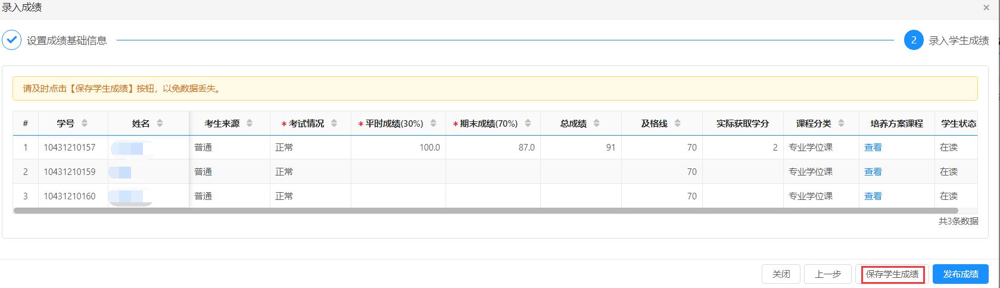 录入成绩 ×
设置成绩基础信息 2 录入学生成绩
请及时点击【保存学生成绩】按钮，以免数据丢失。
# 学号 姓名 考生来源 * 考试情况 * 平时成绩(30%) * 期末成绩(70%) 总成绩 及格线 实际获取学分 课程分类 培养方案课程 学生状态
1 10431210157 普通 正常 100.0 87.0 91 70 2 专业学位课 查看 在读
2 10431210159 普通 正常 70 专业学位课 查看 在读
3 10431210160 普通 正常 70 专业学位课 查看 在读
共3条数据
关闭 上一步 保存学生成绩 发布成绩